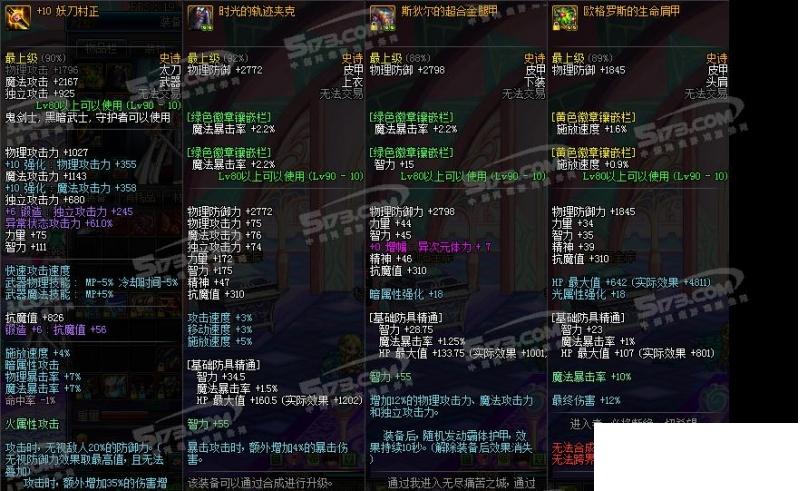 +10 妖刀村正
最上级 (90%) 史诗
物理攻击 +1796 太刀
魔法攻击 +2167 武器
独立攻击 +925 无法交易
Lv80以上可以使用 (Lv90 - 10)
鬼剑士, 黑暗武士, 守护者可以使用
物理攻击力 +1027
+10 强化 : 物理攻击力 +355
魔法攻击力 +1143
+10 强化 : 魔法攻击力 +358
独立攻击力 +680
+6 锻造 : 独立攻击力 +245
异常状态攻击力 +61.0%
力量 +75
智力 +111
快速攻击速度
武器物理技能 : MP-5% 冷却时间-5%
武器魔法技能 : MP+5%
抗魔值 +826
锻造 +6 : 抗魔值 +56
施放速度 +4%
暗属性攻击
物理暴击率 +7%
魔法暴击率 +7%
命中率 -1%
火属性攻击
攻击时, 无视敌人20%的防御力. (
无视防御力效果取最高值, 且无法
叠加)
攻击时, 额外增加35%的伤害增
时光的轨迹夹克
最上级 (92%) 史诗
物理防御 +2772 皮甲
上衣
无法交易
[绿色徽章镶嵌栏]
魔法暴击率 +2.2%
[绿色徽章镶嵌栏]
魔法暴击率 +2.2%
Lv80以上可以使用 (Lv90 - 10)
物理防御力 +2772
物理攻击力 +75
魔法攻击力 +76
独立攻击力 +74
力量 +172
智力 +175
精神 +47
抗魔值 +310
攻击速度 +3%
移动速度 +3%
施放速度 +5%
[基础防具精通]
智力 +34.5
魔法暴击率 +1.5%
HP 最大值 +160.5 (实际效果 +1202)
智力 +55
暴击攻击时, 额外增加4%的暴击伤
害.
该装备可以通过合成进行升级.
斯狄尔的超合金腿甲
最上级 (88%) 史诗
物理防御 +2798 皮甲
下装
无法交易
[绿色徽章镶嵌栏]
魔法暴击率 +2.2%
[绿色徽章镶嵌栏]
智力 +15
Lv80以上可以使用 (Lv90 - 10)
物理防御力 +2798
力量 +44
智力 +45
+0 增幅 : 异次元体力 + 7
精神 +46
抗魔值 +310
暗属性强化 +18
[基础防具精通]
智力 +28.75
魔法暴击率 +1.25%
HP 最大值 +133.75 (实际效果 +1001)
智力 +55
增加12%的物理攻击力、魔法攻击力
和独立攻击力。
装备后, 随机发动霸体护甲, 效
果持续10秒. (解除装备后效果消失
)
通过我进入无尽痛苦之城, 通
欧格罗斯的生命肩甲
最上级 (89%) 史诗
物理防御 +1845 皮甲
头肩
无法交易
[黄色徽章镶嵌栏]
施放速度 +1.6%
[黄色徽章镶嵌栏]
施放速度 +0.9%
Lv80以上可以使用 (Lv90 - 10)
物理防御力 +1845
力量 +34
智力 +35
精神 +39
抗魔值 +310
HP 最大值 +642 (实际效果 +4811)
光属性强化 +18
[基础防具精通]
智力 +23
魔法暴击率 +1%
HP 最大值 +107 (实际效果 +801)
魔法暴击率 +10%
最终伤害 +12%
无法合成
无法跨界
5173.COM